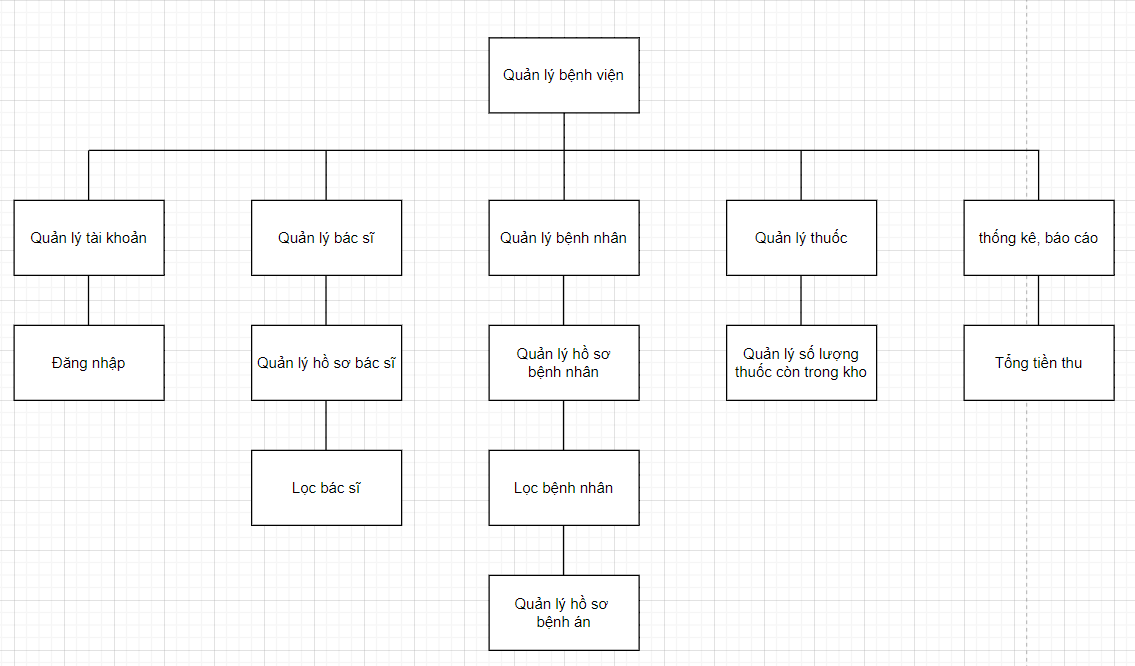 Quản lý bệnh viện
Quản lý tài khoản
Quản lý bác sĩ
Quản lý bệnh nhân
Quản lý thuốc
thống kê, báo cáo
Đăng nhập
Quản lý hồ sơ bác sĩ
Quản lý hồ sơ
bệnh nhân
Quản lý số lượng
thuốc còn trong kho
Tổng tiền thu
Lọc bác sĩ
Lọc bệnh nhân
Quản lý hồ sơ
bệnh án